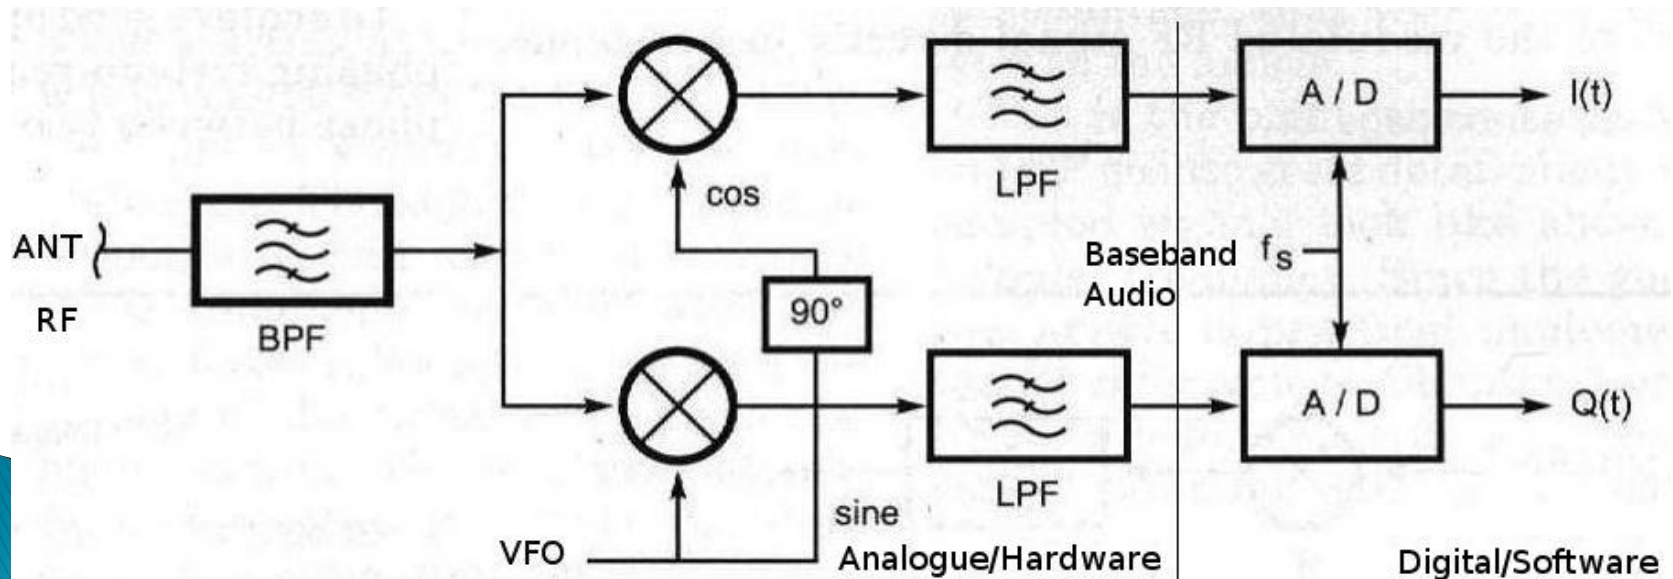 A / D
I(t)
cos
LPF
ANT
RF
BPF
90°
Baseband
Audio
fs
A / D
Q(t)
LPF
VFO
sine
Analogue/Hardware
Digital/Software